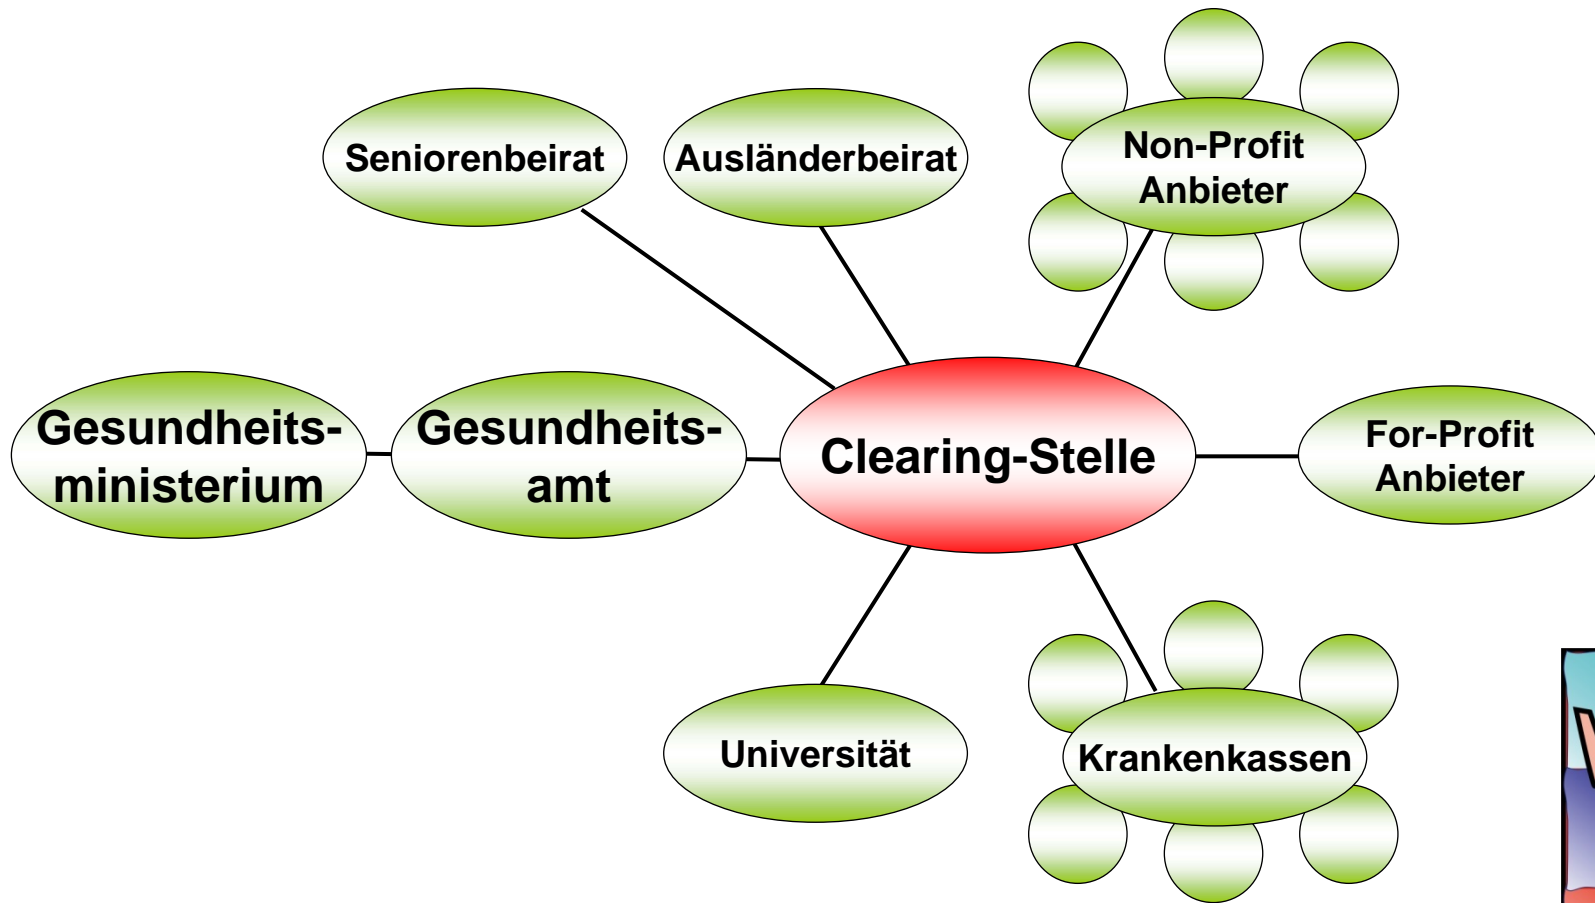 Seniorenbeirat
Ausländerbeirat
Non-Profit
Anbieter
Gesundheits-
ministerium
Gesundheits-
amt
Clearing-Stelle
For-Profit
Anbieter
Universität
Krankenkassen